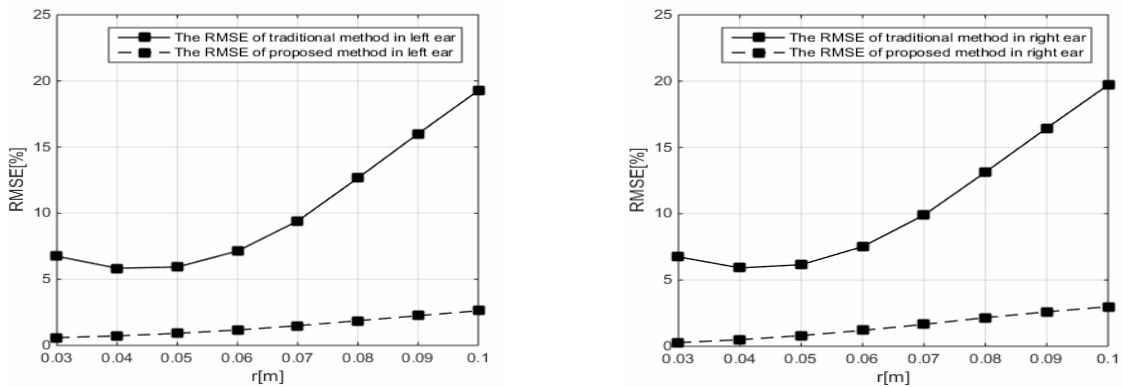 25
The RMSE of traditional method in left ear
The RMSE of proposed method in left ear
20
15
10
5
0
RMSE[%]
0.03 0.04 0.05 0.06 0.07 0.08 0.09 0.1
r[m]
25
The RMSE of traditional method in right ear
The RMSE of proposed method in right ear
20
15
10
5
0
RMSE[%]
0.03 0.04 0.05 0.06 0.07 0.08 0.09 0.1
r[m]